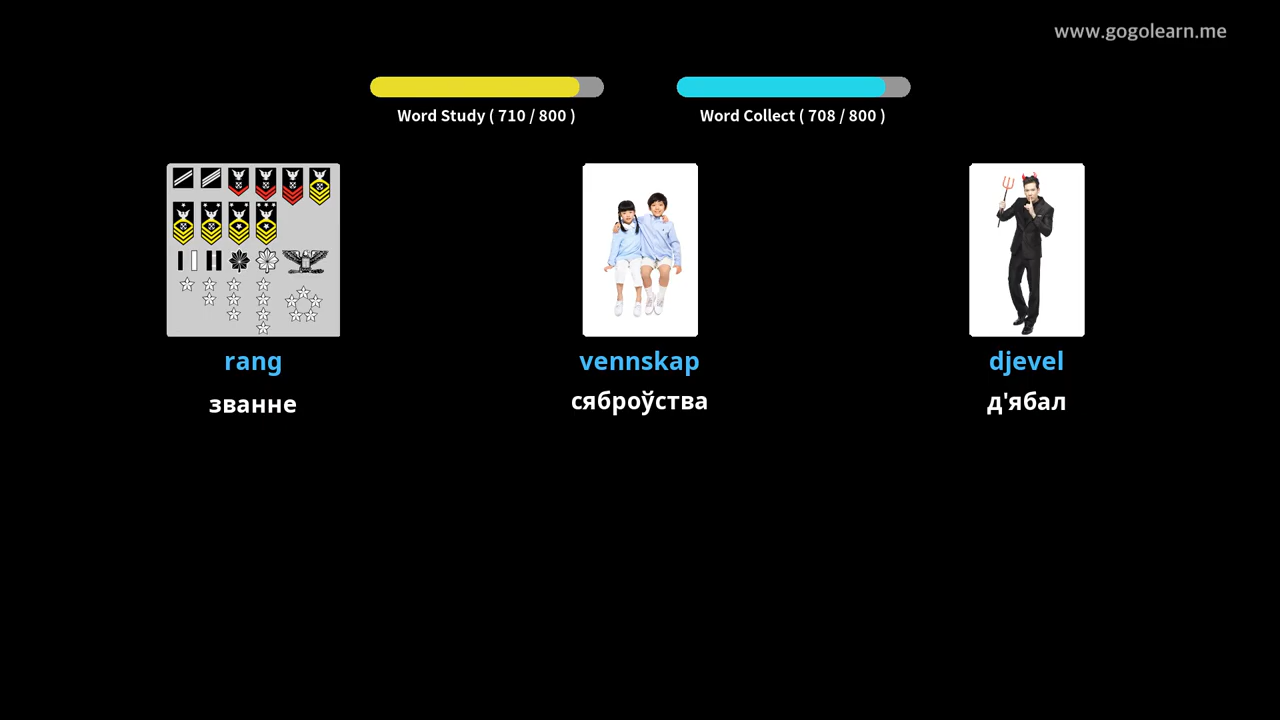 www.gogolearn.me
Word Study ( 710 / 800 )
Word Collect ( 708 / 800 )
rang
vennskap
djevel
званне
сяброўства
д'ябал